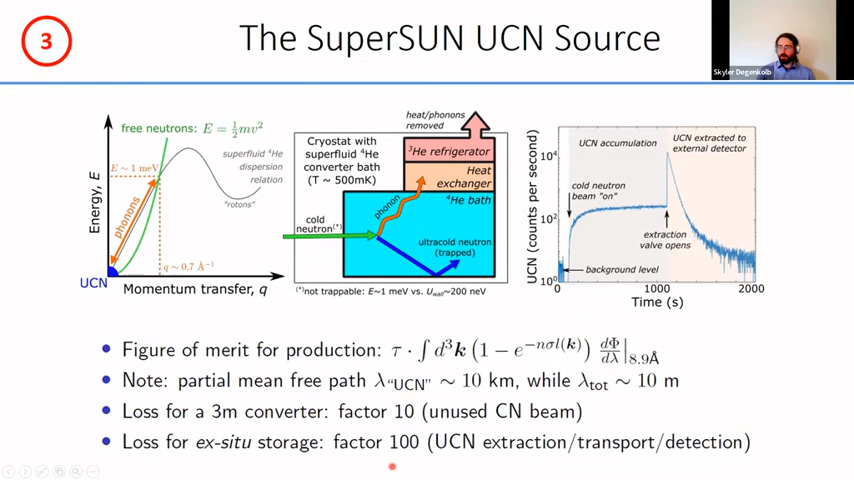 3
The SuperSUN UCN Source
Skyler Degenkolb
free neutrons: E = ½mv²
E ~ 1 meV
superfluid ⁴He
dispersion
relation
"rotons"
phonons
Energy, E
q ~ 0.7 Å⁻¹
UCN
Momentum transfer, q
heat/phonons
removed
Cryostat with
superfluid ⁴He
converter bath
(T ~ 500mK)
³He refrigerator
Heat
exchanger
⁴He bath
phonon
cold
neutron(*)
ultracold neutron
(trapped)
(*)not trappable: E~1 meV vs. U_wall~200 neV
UCN (counts per second)
10⁴
10²
10⁰
UCN accumulation
UCN extracted to
external detector
cold neutron
beam "on"
extraction
valve opens
background level
0
1000
2000
Time (s)
• Figure of merit for production: τ · ∫ d³k (1 − e^{−nσl(k)}) dΦ/dλ|_{8.9Å}
• Note: partial mean free path λ"UCN" ~ 10 km, while λtot ~ 10 m
• Loss for a 3m converter: factor 10 (unused CN beam)
• Loss for ex-situ storage: factor 100 (UCN extraction/transport/detection)